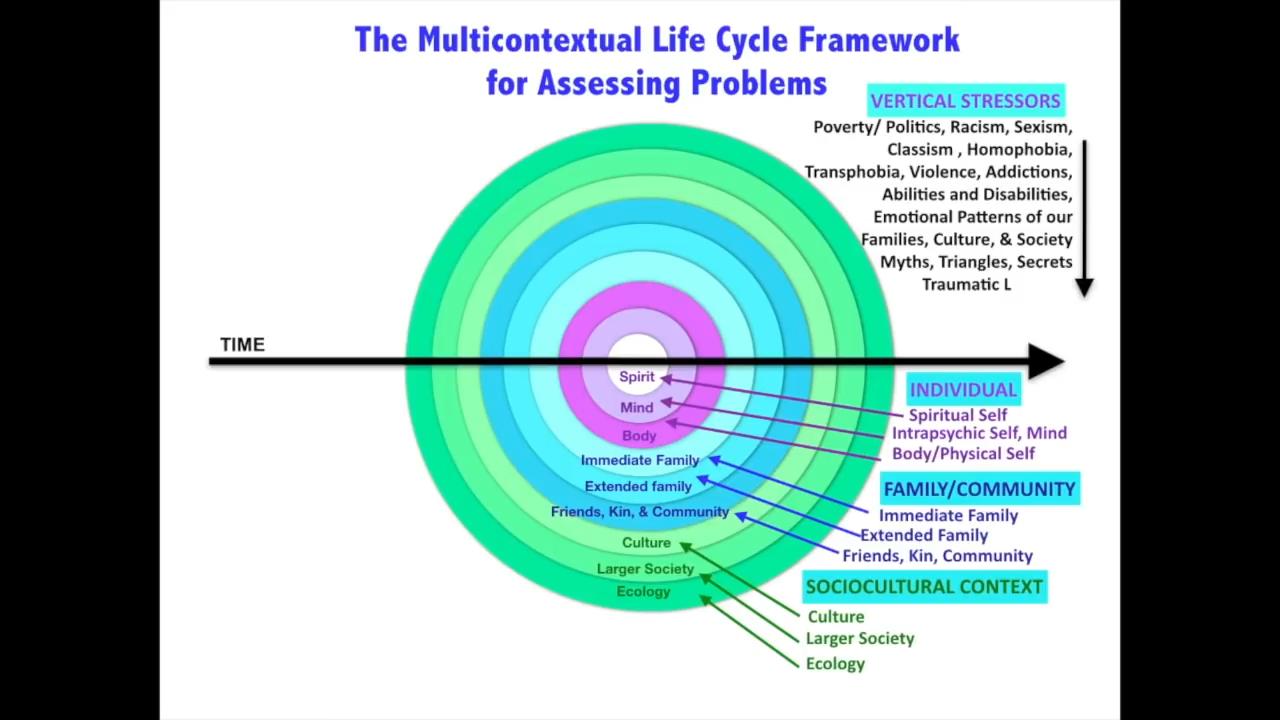 The Multicontextual Life Cycle Framework
for Assessing Problems
VERTICAL STRESSORS
Poverty/ Politics, Racism, Sexism,
Classism , Homophobia,
Transphobia, Violence, Addictions,
Abilities and Disabilities,
Emotional Patterns of our
Families, Culture, & Society
Myths, Triangles, Secrets
Traumatic L
TIME
Spirit
Mind
Body
Immediate Family
Extended family
Friends, Kin, & Community
Culture
Larger Society
Ecology
INDIVIDUAL
Spiritual Self
Intrapsychic Self, Mind
Body/Physical Self
FAMILY/COMMUNITY
Immediate Family
Extended Family
Friends, Kin, Community
SOCIOCULTURAL CONTEXT
Culture
Larger Society
Ecology